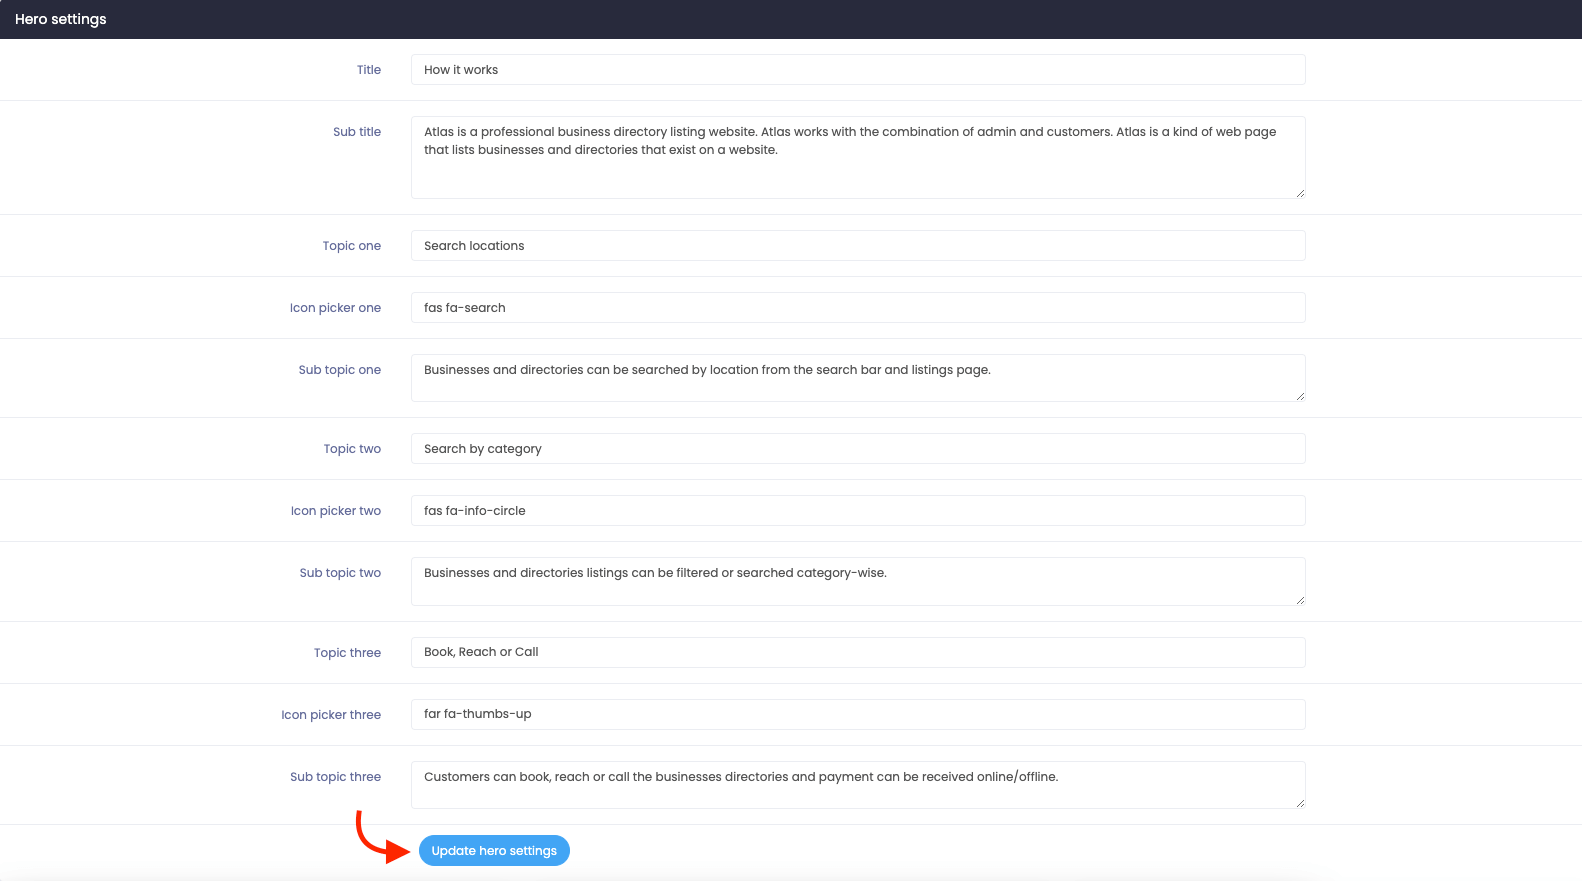 Hero settings
Title
How it works
Sub title
Atlas is a professional business directory listing website. Atlas works with the combination of admin and customers. Atlas is a kind of web page
that lists businesses and directories that exist on a website.
Topic one
Search locations
Icon picker one
fas fa-search
Sub topic one
Businesses and directories can be searched by location from the search bar and listings page.
Topic two
Search by category
Icon picker two
fas fa-info-circle
Sub topic two
Businesses and directories listings can be filtered or searched category-wise.
Topic three
Book, Reach or Call
Icon picker three
far fa-thumbs-up
Sub topic three
Customers can book, reach or call the businesses directories and payment can be received online/offline.
Update hero settings